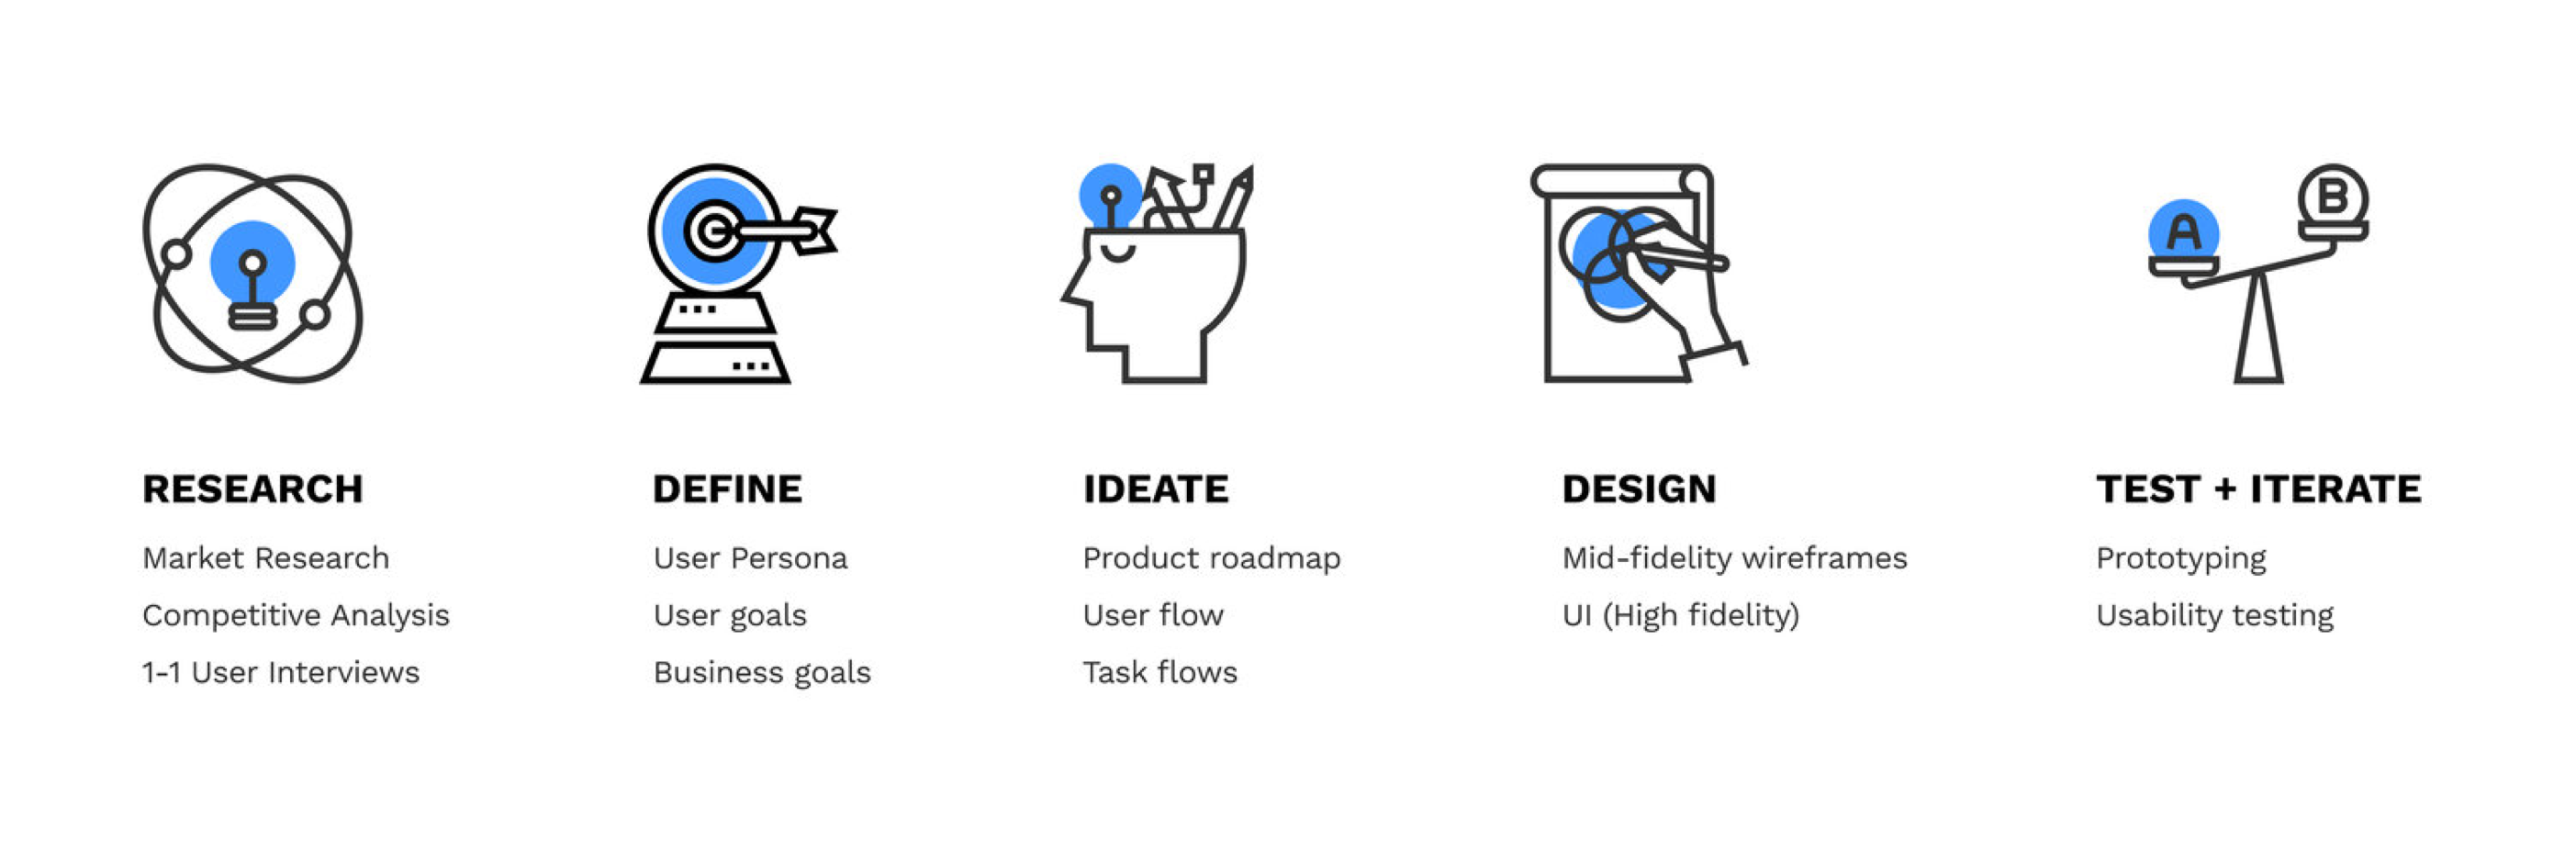 A
B
RESEARCH
Market Research
Competitive Analysis
1-1 User Interviews
DEFINE
User Persona
User goals
Business goals
IDEATE
Product roadmap
User flow
Task flows
DESIGN
Mid-fidelity wireframes
UI (High fidelity)
TEST + ITERATE
Prototyping
Usability testing